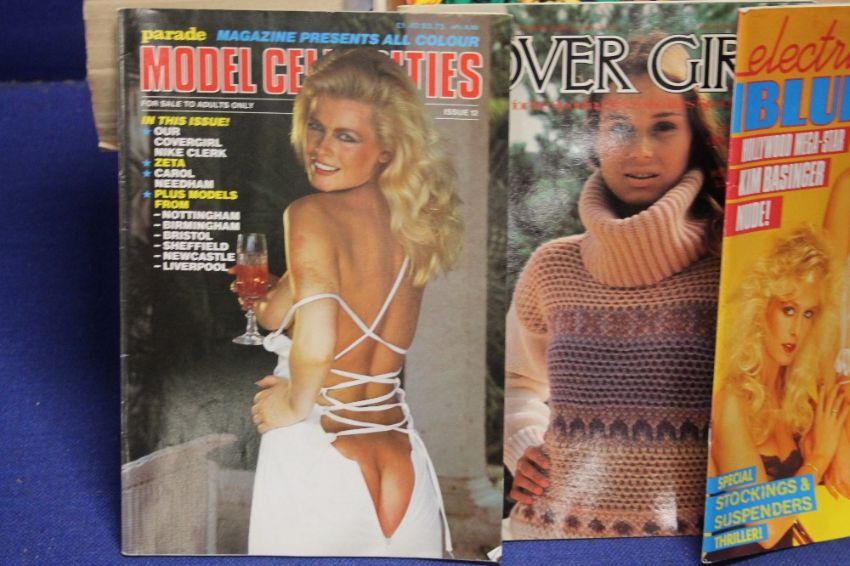 parade MAGAZINE PRESENTS ALL COLOUR
MODEL CEL ITIES
FOR SALE TO ADULTS ONLY
ISSUE 12
IN THIS ISSUE!
★ OUR
COVERGIRL
NIKE CLERK
★ ZETA
★ CAROL
NEEDHAM
★ PLUS MODELS
FROM
– NOTTINGHAM
– BIRMINGHAM
– BRISTOL
– SHEFFIELD
– NEWCASTLE
– LIVERPOOL
OVER GIR
electri
BLU
HOLLYWOOD MEGA-STAR
KIM BASINGER
NUDE!
SPECIAL
STOCKINGS &
SUSPENDERS
THRILLER!